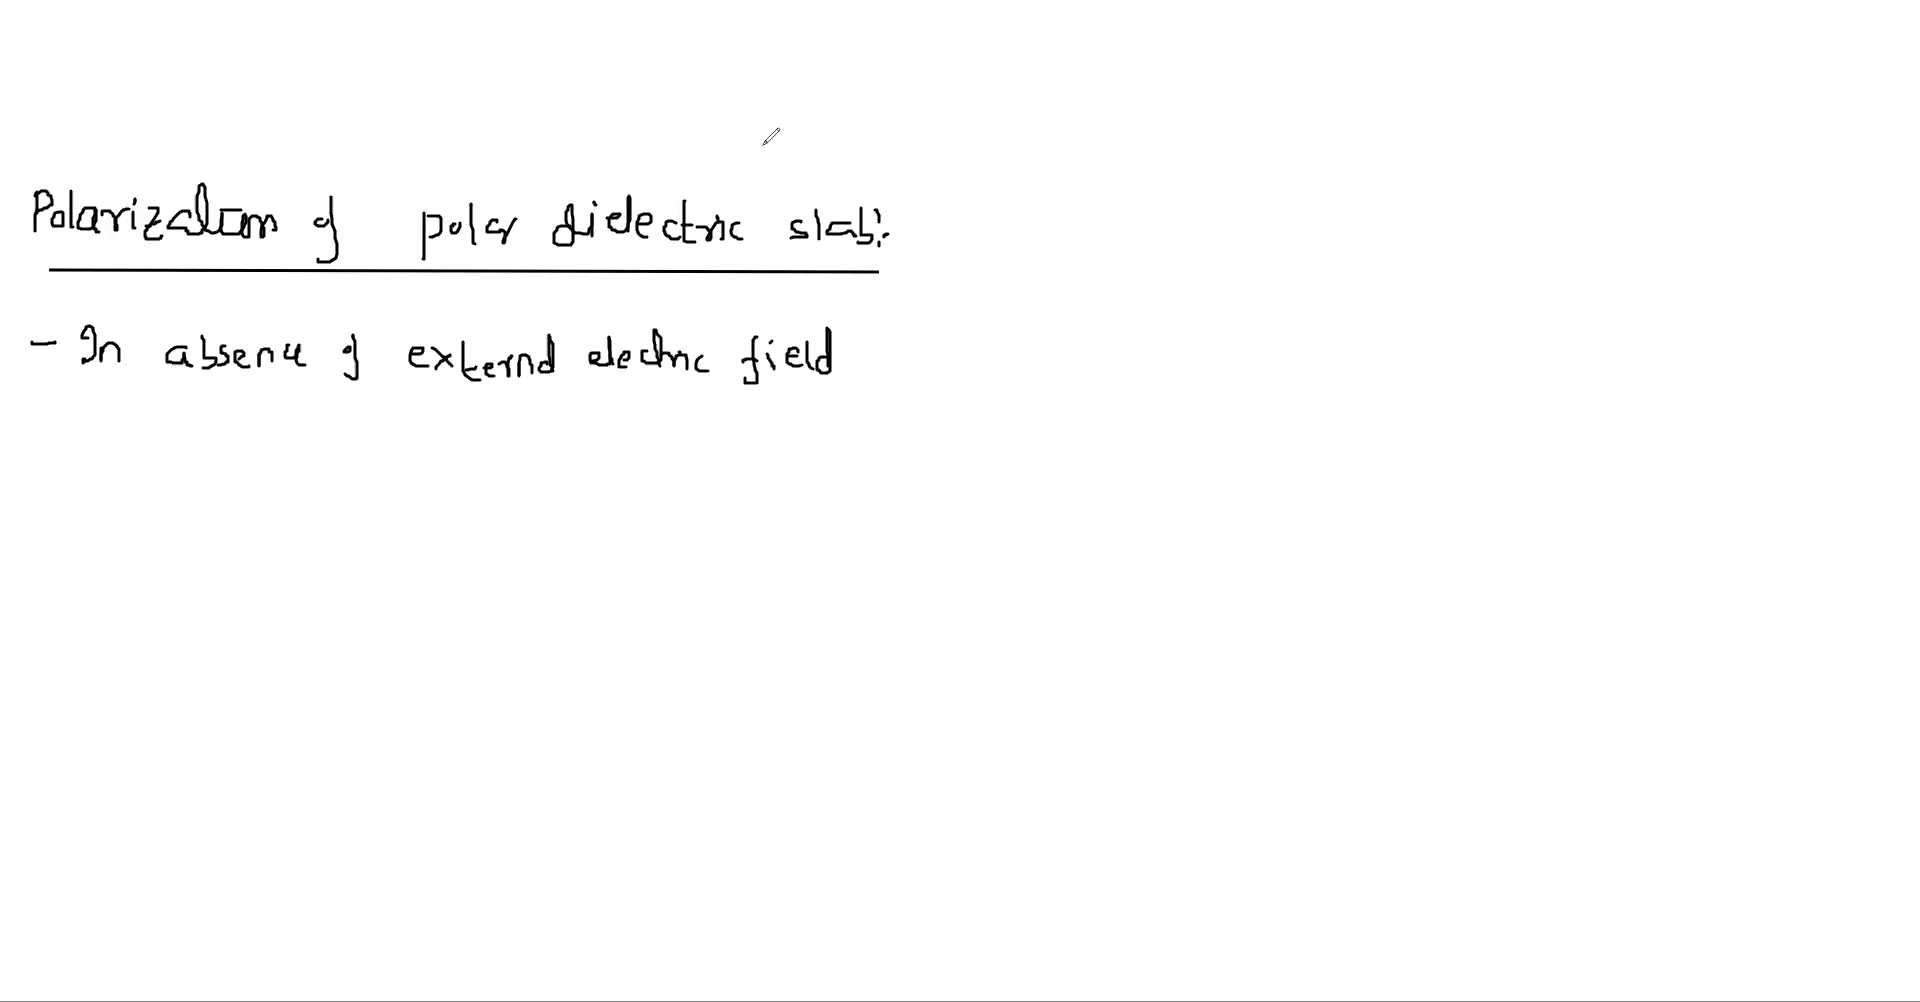 Polarization of polar dielectric slab:-
- In absence of external electric field